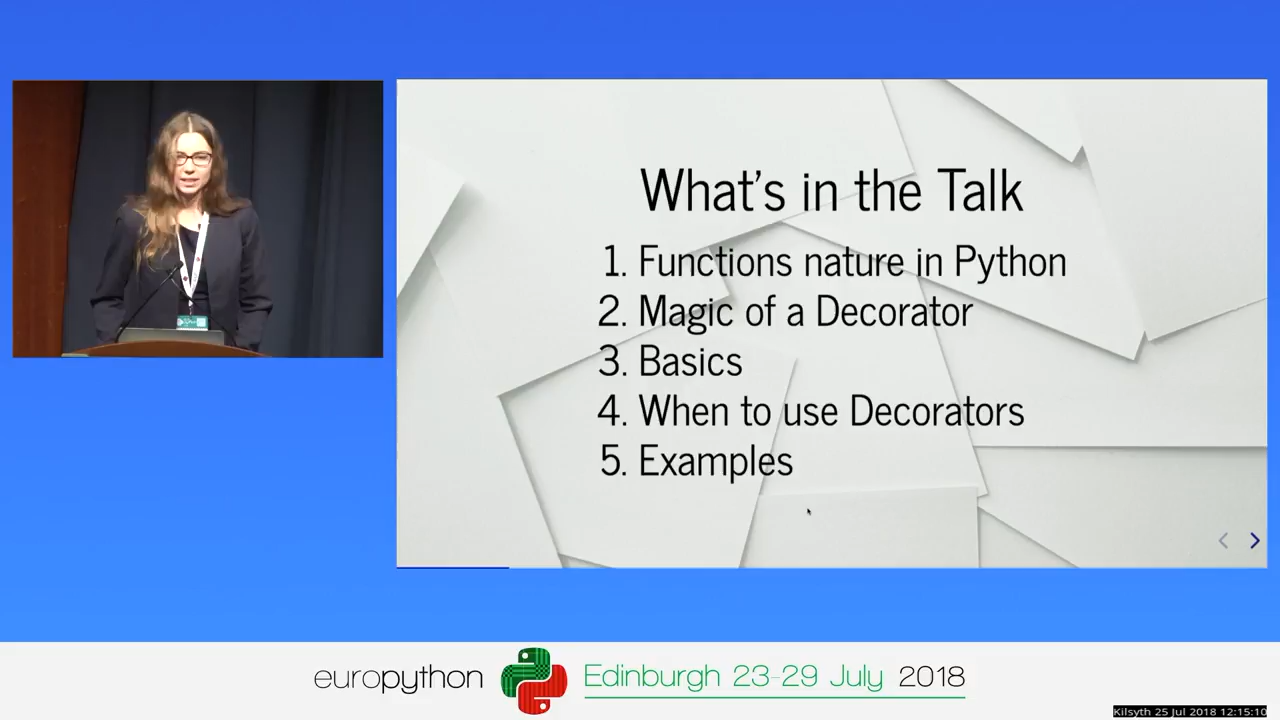 What's in the Talk
1. Functions nature in Python
2. Magic of a Decorator
3. Basics
4. When to use Decorators
5. Examples
europython Edinburgh 23-29 July 2018
Kilsyth 25 Jul 2018 12:15:10